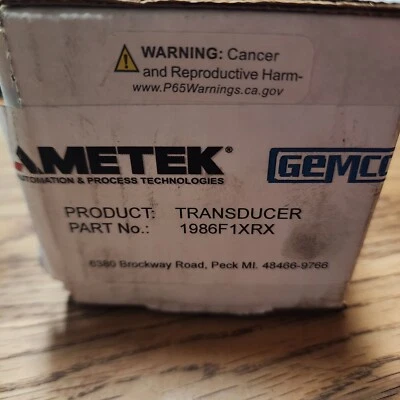 WARNING: Cancer
and Reproductive Harm-
www.P65Warnings.ca.gov
AMETEK®
AUTOMATION & PROCESS TECHNOLOGIES
GEMCO
PRODUCT: TRANSDUCER
PART No.: 1986F1XRX
6380 Brockway Road, Peck MI. 48466-9766